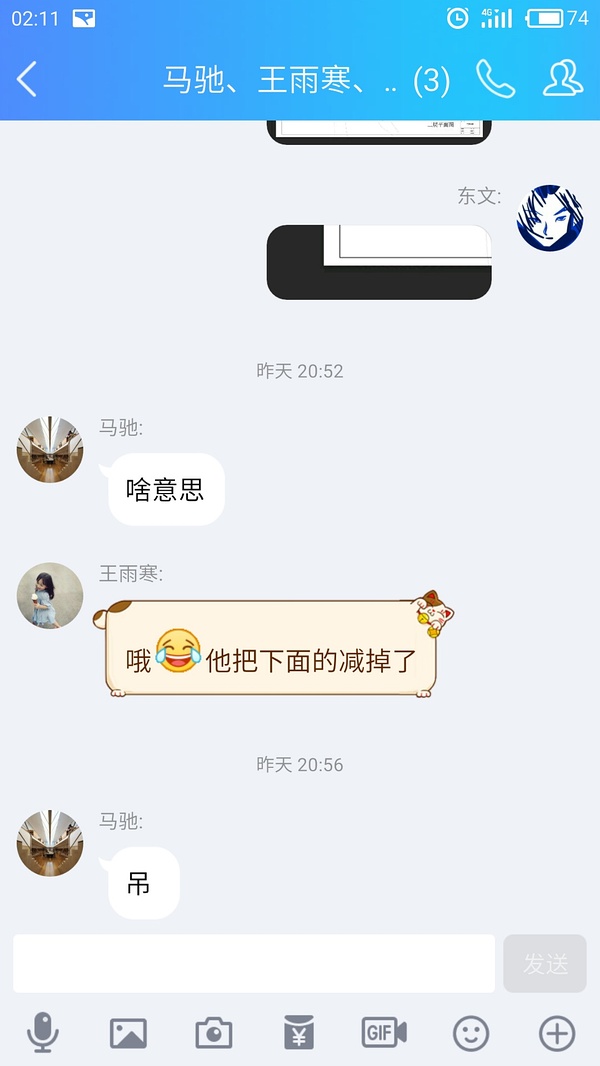 02:11
4G
74
马驰、王雨寒、.. (3)
东文:
昨天 20:52
马驰:
啥意思
王雨寒:
哦😂他把下面的减掉了
昨天 20:56
马驰:
吊
发送
¥
GIF